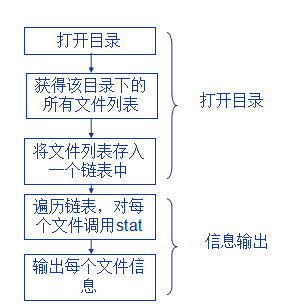 打开目录
获得该目录下的
所有文件列表
打开目录
将文件列表存入
一个链表中
遍历链表，对每
个文件调用stat
信息输出
输出每个文件信
息